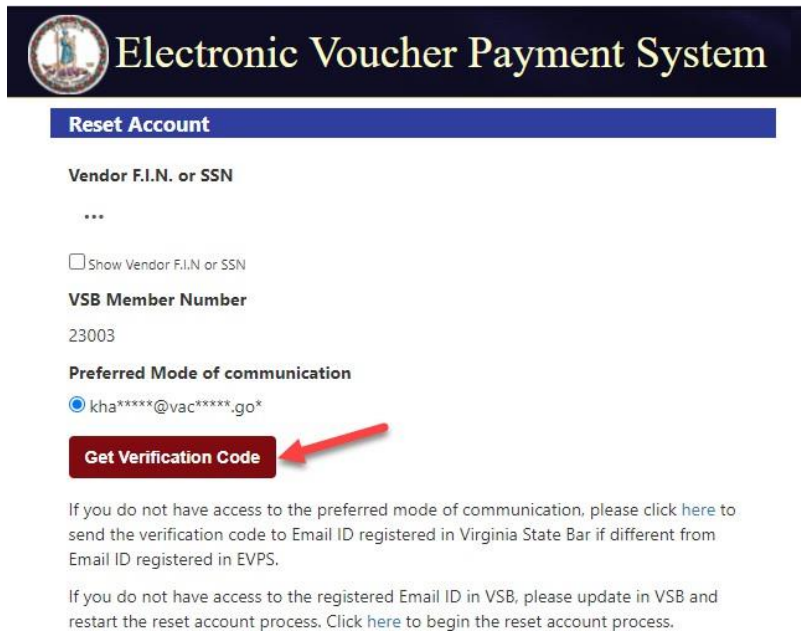 Electronic Voucher Payment System
Reset Account
Vendor F.I.N. or SSN
...
Show Vendor F.I.N or SSN
VSB Member Number
23003
Preferred Mode of communication
kha*****@vac*****.go*
Get Verification Code
If you do not have access to the preferred mode of communication, please click here to
send the verification code to Email ID registered in Virginia State Bar if different from
Email ID registered in EVPS.
If you do not have access to the registered Email ID in VSB, please update in VSB and
restart the reset account process. Click here to begin the reset account process.